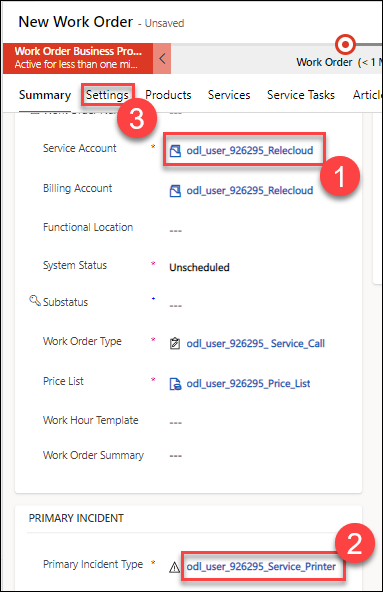 New Work Order - Unsaved
Work Order Business Pro...
Active for less than one mi...
Work Order (< 1 M
Summary Settings Products Services Service Tasks Article
3
---
Service Account * odl_user_926295_Relecloud
1
Billing Account odl_user_926295_Relecloud
Functional Location ---
System Status * Unscheduled
Substatus * ---
Work Order Type * odl_user_926295_ Service_Call
Price List * odl_user_926295_Price_List
Work Hour Template ---
Work Order Summary ---
PRIMARY INCIDENT
2
Primary Incident Type * odl_user_926295_Service_Printer